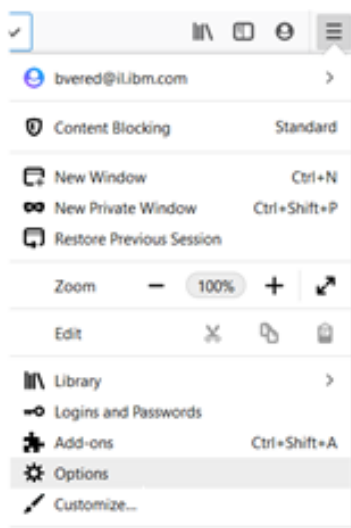 bvered@il.ibm.com
Content Blocking Standard
New Window Ctrl+N
New Private Window Ctrl+Shift+P
Restore Previous Session
Zoom 100%
Edit
Library
Logins and Passwords
Add-ons Ctrl+Shift+A
Options
Customize...